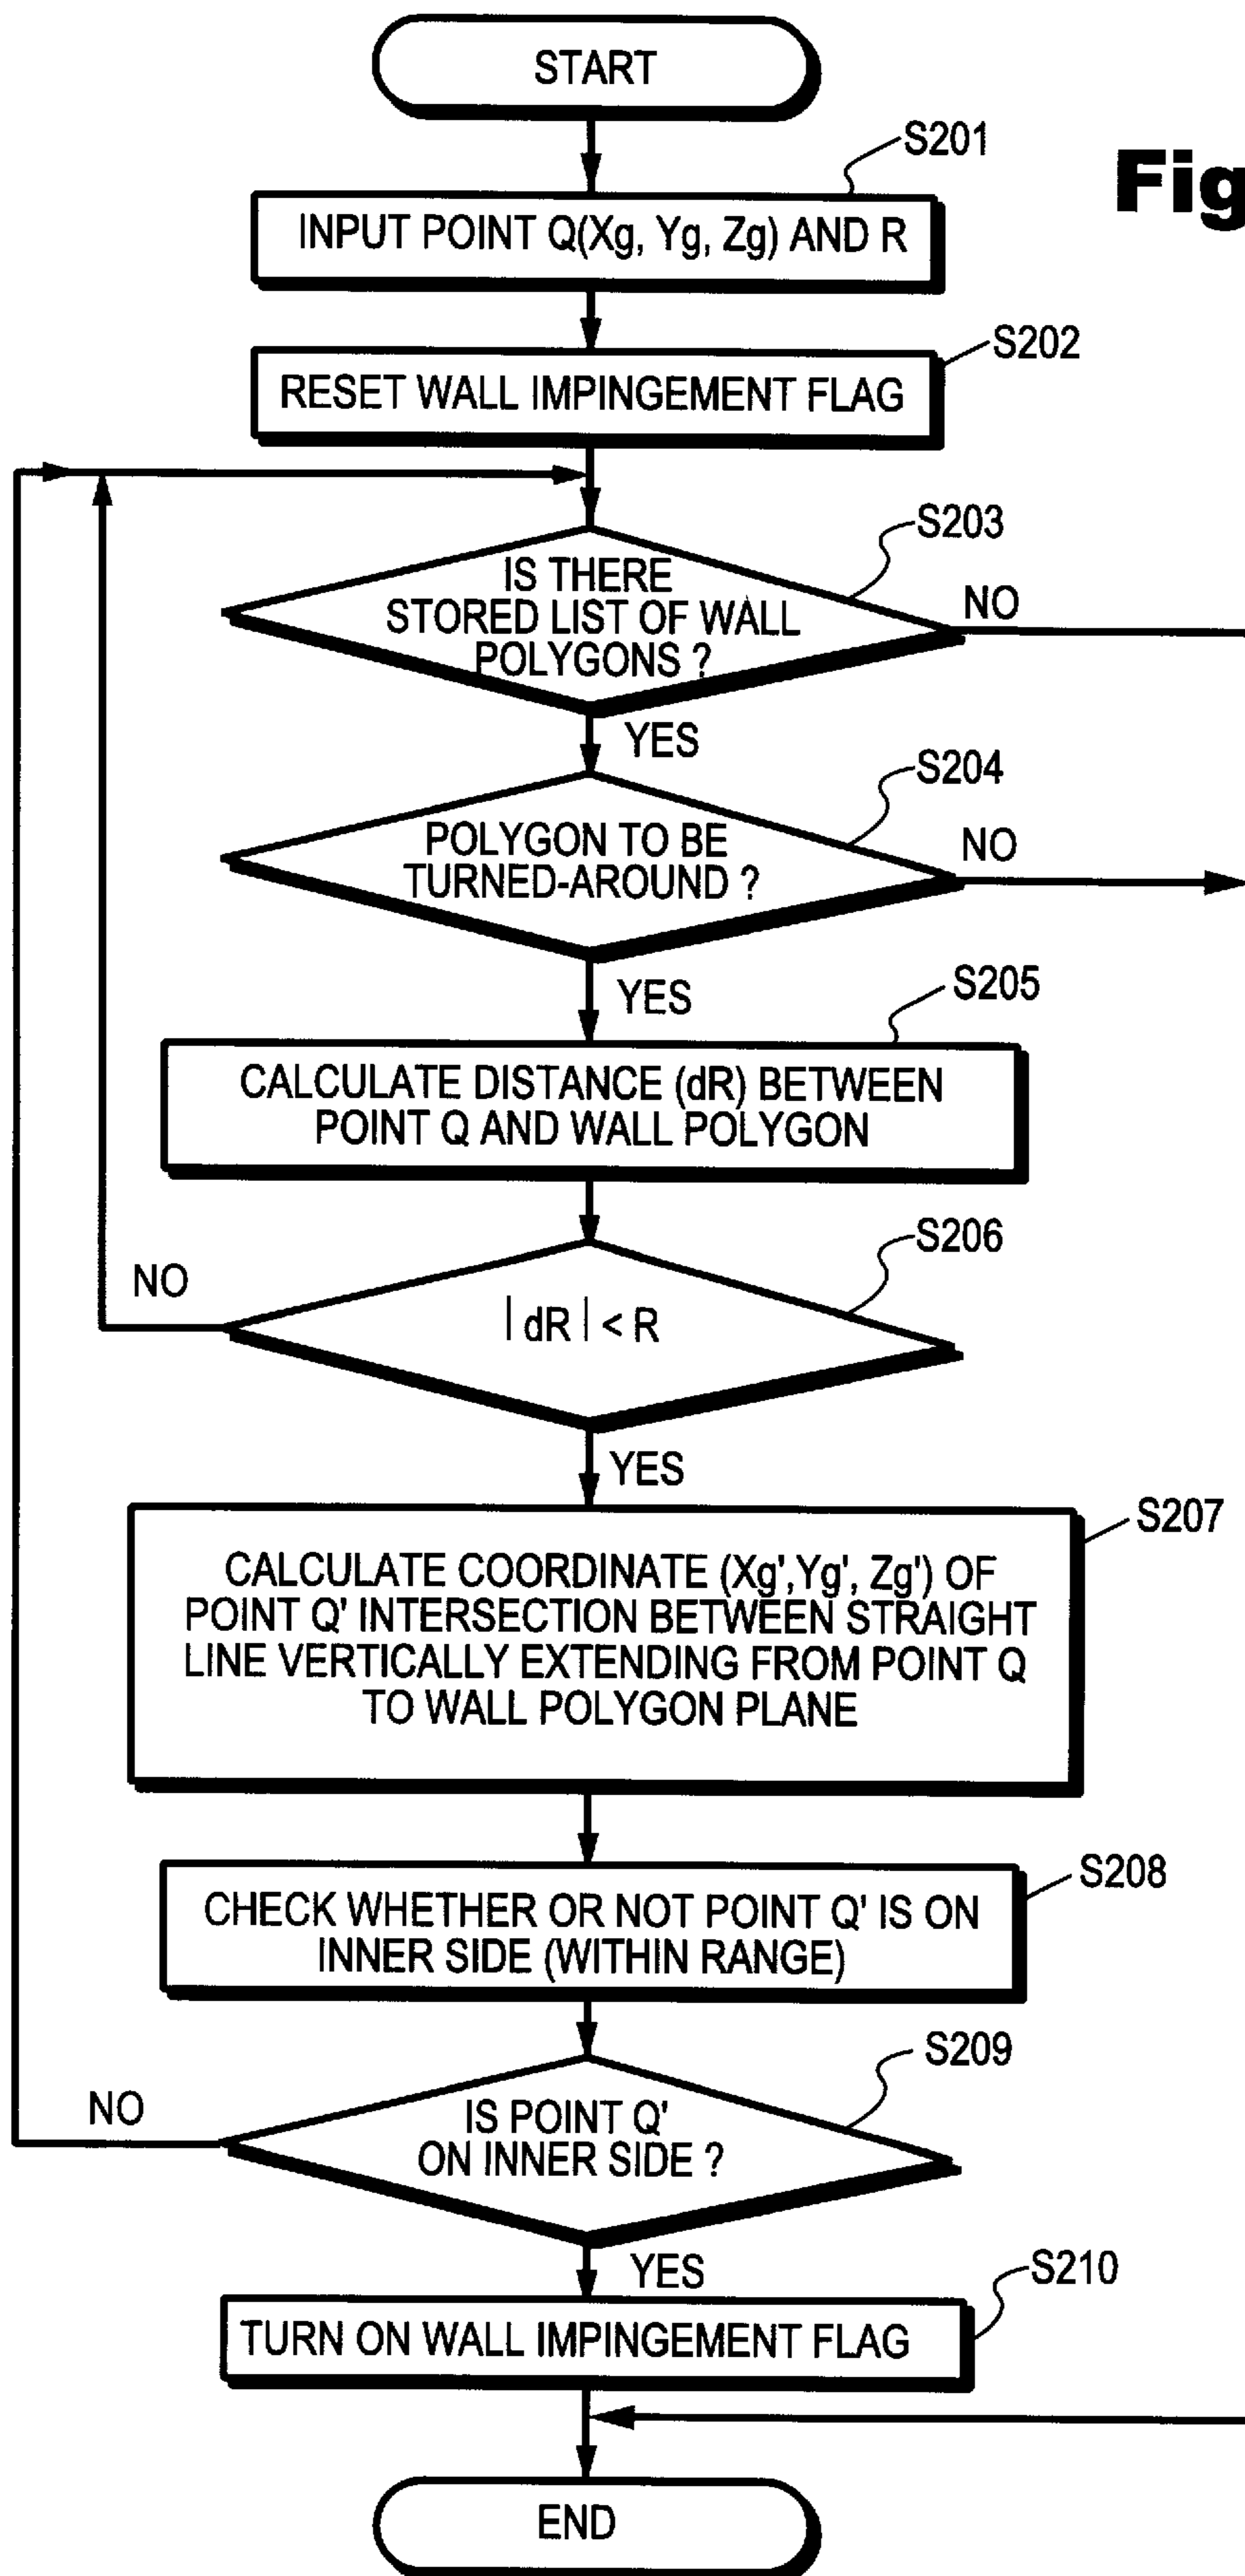 START
S201
Fig
INPUT POINT Q(Xg, Yg, Zg) AND R
S202
RESET WALL IMPINGEMENT FLAG
S203
IS THERE
STORED LIST OF WALL
POLYGONS ?
NO
YES
S204
POLYGON TO BE
TURNED-AROUND ?
NO
YES
S205
CALCULATE DISTANCE (dR) BETWEEN
POINT Q AND WALL POLYGON
S206
NO
| dR | < R
YES
S207
CALCULATE COORDINATE (Xg',Yg', Zg') OF
POINT Q' INTERSECTION BETWEEN STRAIGHT
LINE VERTICALLY EXTENDING FROM POINT Q
TO WALL POLYGON PLANE
S208
CHECK WHETHER OR NOT POINT Q' IS ON
INNER SIDE (WITHIN RANGE)
S209
NO
IS POINT Q'
ON INNER SIDE ?
YES
S210
TURN ON WALL IMPINGEMENT FLAG
END